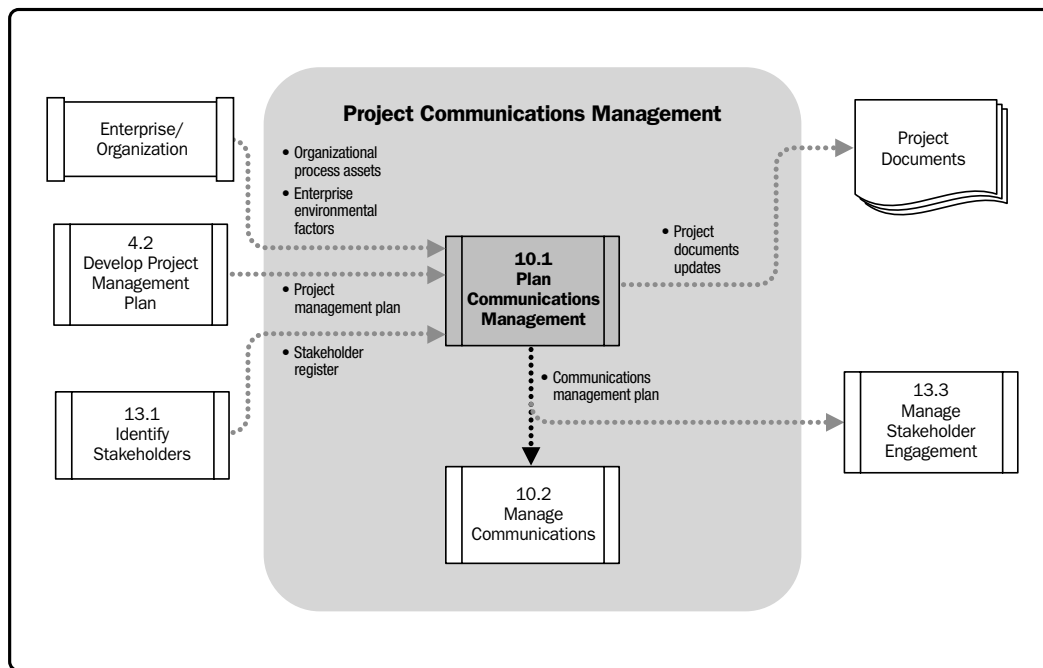 Project Communications Management
Enterprise/
Organization
• Organizational
process assets
• Enterprise
environmental
factors
Project
Documents
4.2
Develop Project
Management
Plan
• Project
management plan
10.1
Plan
Communications
Management
• Project
documents
updates
• Stakeholder
register
13.1
Identify
Stakeholders
• Communications
management plan
13.3
Manage
Stakeholder
Engagement
10.2
Manage
Communications